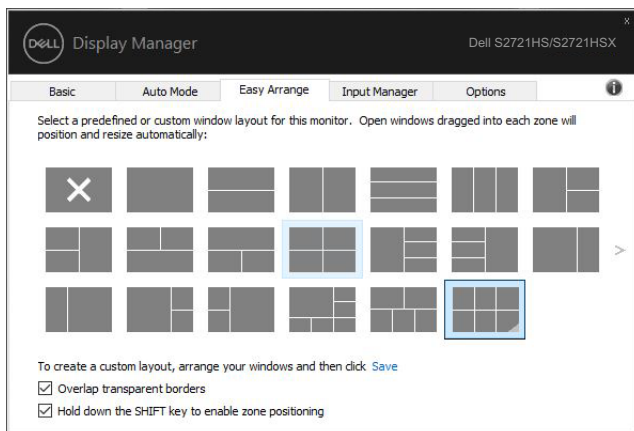 DELL Display Manager Dell S2721HS/S2721HSX
Basic Auto Mode Easy Arrange Input Manager Options
Select a predefined or custom window layout for this monitor. Open windows dragged into each zone will
position and resize automatically:
To create a custom layout, arrange your windows and then click Save
Overlap transparent borders
Hold down the SHIFT key to enable zone positioning